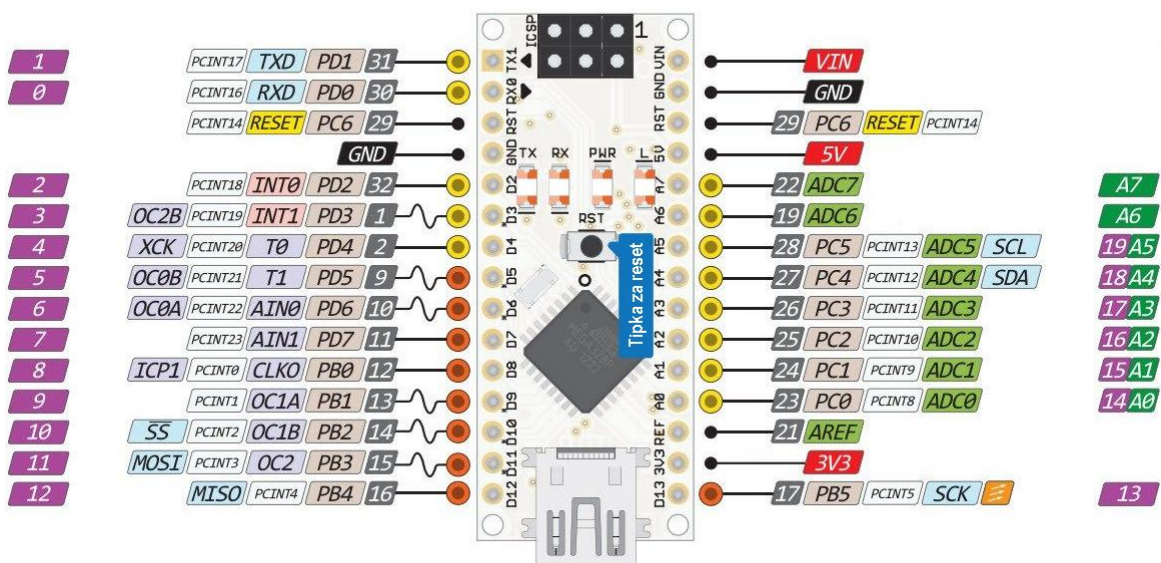 ICSP 1
1 PCINT17 TXD PD1 31 TX1 VIN VIN
0 PCINT16 RXD PD0 30 RX0 GND GND
PCINT14 RESET PC6 29 RST RST 29 PC6 RESET PCINT14
GND GND 5V 5V
TX RX PWR L
2 PCINT18 INT0 PD2 32 D2 A7 22 ADC7 A7
3 OC2B PCINT19 INT1 PD3 1 D3 A6 19 ADC6 A6
RST
4 XCK PCINT20 T0 PD4 2 D4 A5 28 PC5 PCINT13 ADC5 SCL 19 A5
Tipka za reset
5 OC0B PCINT21 T1 PD5 9 D5 A4 27 PC4 PCINT12 ADC4 SDA 18 A4
6 OC0A PCINT22 AIN0 PD6 10 D6 A3 26 PC3 PCINT11 ADC3 17 A3
7 PCINT23 AIN1 PD7 11 D7 A2 25 PC2 PCINT10 ADC2 16 A2
8 ICP1 PCINT0 CLKO PB0 12 D8 A1 24 PC1 PCINT9 ADC1 15 A1
9 PCINT1 OC1A PB1 13 D9 A0 23 PC0 PCINT8 ADC0 14 A0
10 SS PCINT2 OC1B PB2 14 D10 REF 21 AREF
11 MOSI PCINT3 OC2 PB3 15 D11 3V3 3V3
12 MISO PCINT4 PB4 16 D12 D13 17 PB5 PCINT5 SCK 13